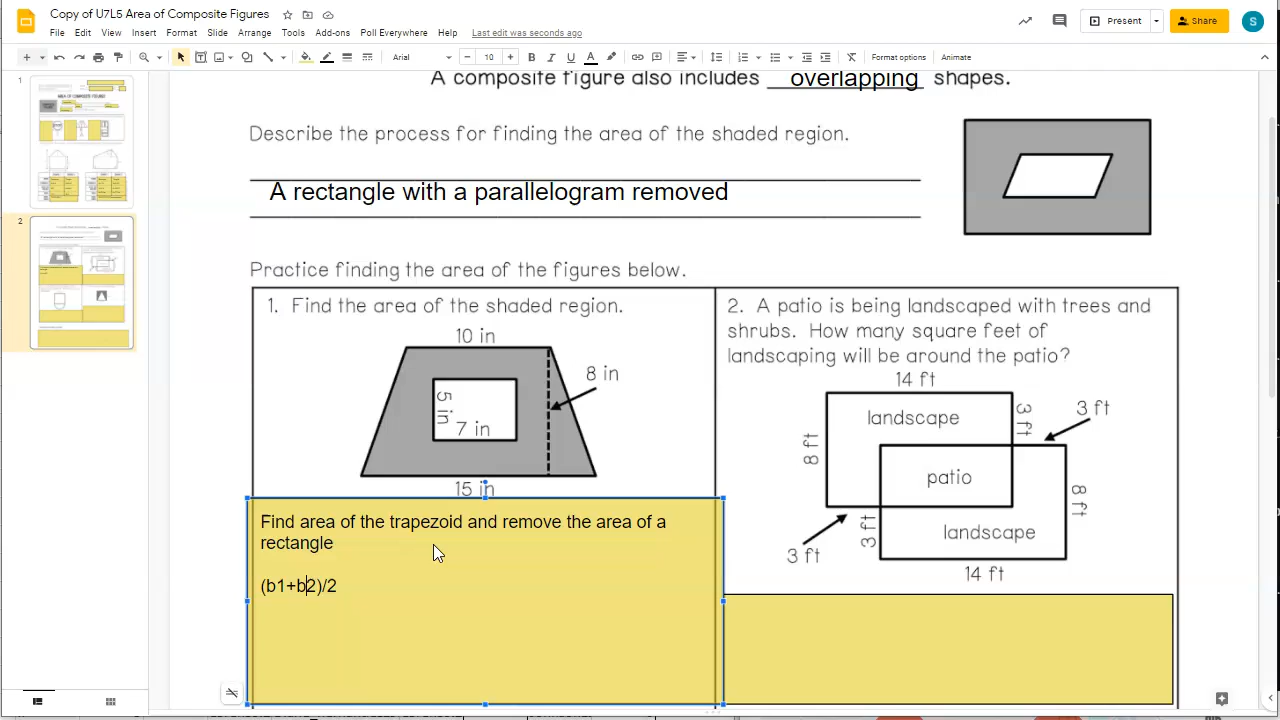 Copy of U7L5 Area of Composite Figures
File Edit View Insert Format Slide Arrange Tools Add-ons Poll Everywhere Help Last edit was seconds ago
Present
Share
S
Arial
10
B I U A
Format options
Animate
1
2
A composite figure also includes overlapping shapes.
Describe the process for finding the area of the shaded region.
A rectangle with a parallelogram removed
Practice finding the area of the figures below.
1. Find the area of the shaded region.
10 in
8 in
5 in
7 in
15 in
Find area of the trapezoid and remove the area of a
rectangle
(b1+b2)/2
2. A patio is being landscaped with trees and
shrubs. How many square feet of
landscaping will be around the patio?
14 ft
landscape
3 ft
3 ft
8 ft
patio
8 ft
3 ft
landscape
3 ft
14 ft